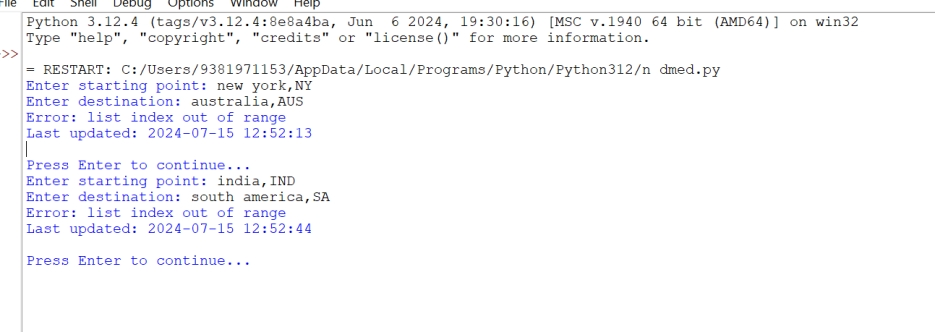 File Edit Shell Debug Options Window Help
Python 3.12.4 (tags/v3.12.4:8e8a4ba, Jun  6 2024, 19:30:16) [MSC v.1940 64 bit (AMD64)] on win32
Type "help", "copyright", "credits" or "license()" for more information.
>>>
= RESTART: C:/Users/9381971153/AppData/Local/Programs/Python/Python312/n dmed.py
Enter starting point: new york,NY
Enter destination: australia,AUS
Error: list index out of range
Last updated: 2024-07-15 12:52:13
Press Enter to continue...
Enter starting point: india,IND
Enter destination: south america,SA
Error: list index out of range
Last updated: 2024-07-15 12:52:44
Press Enter to continue...